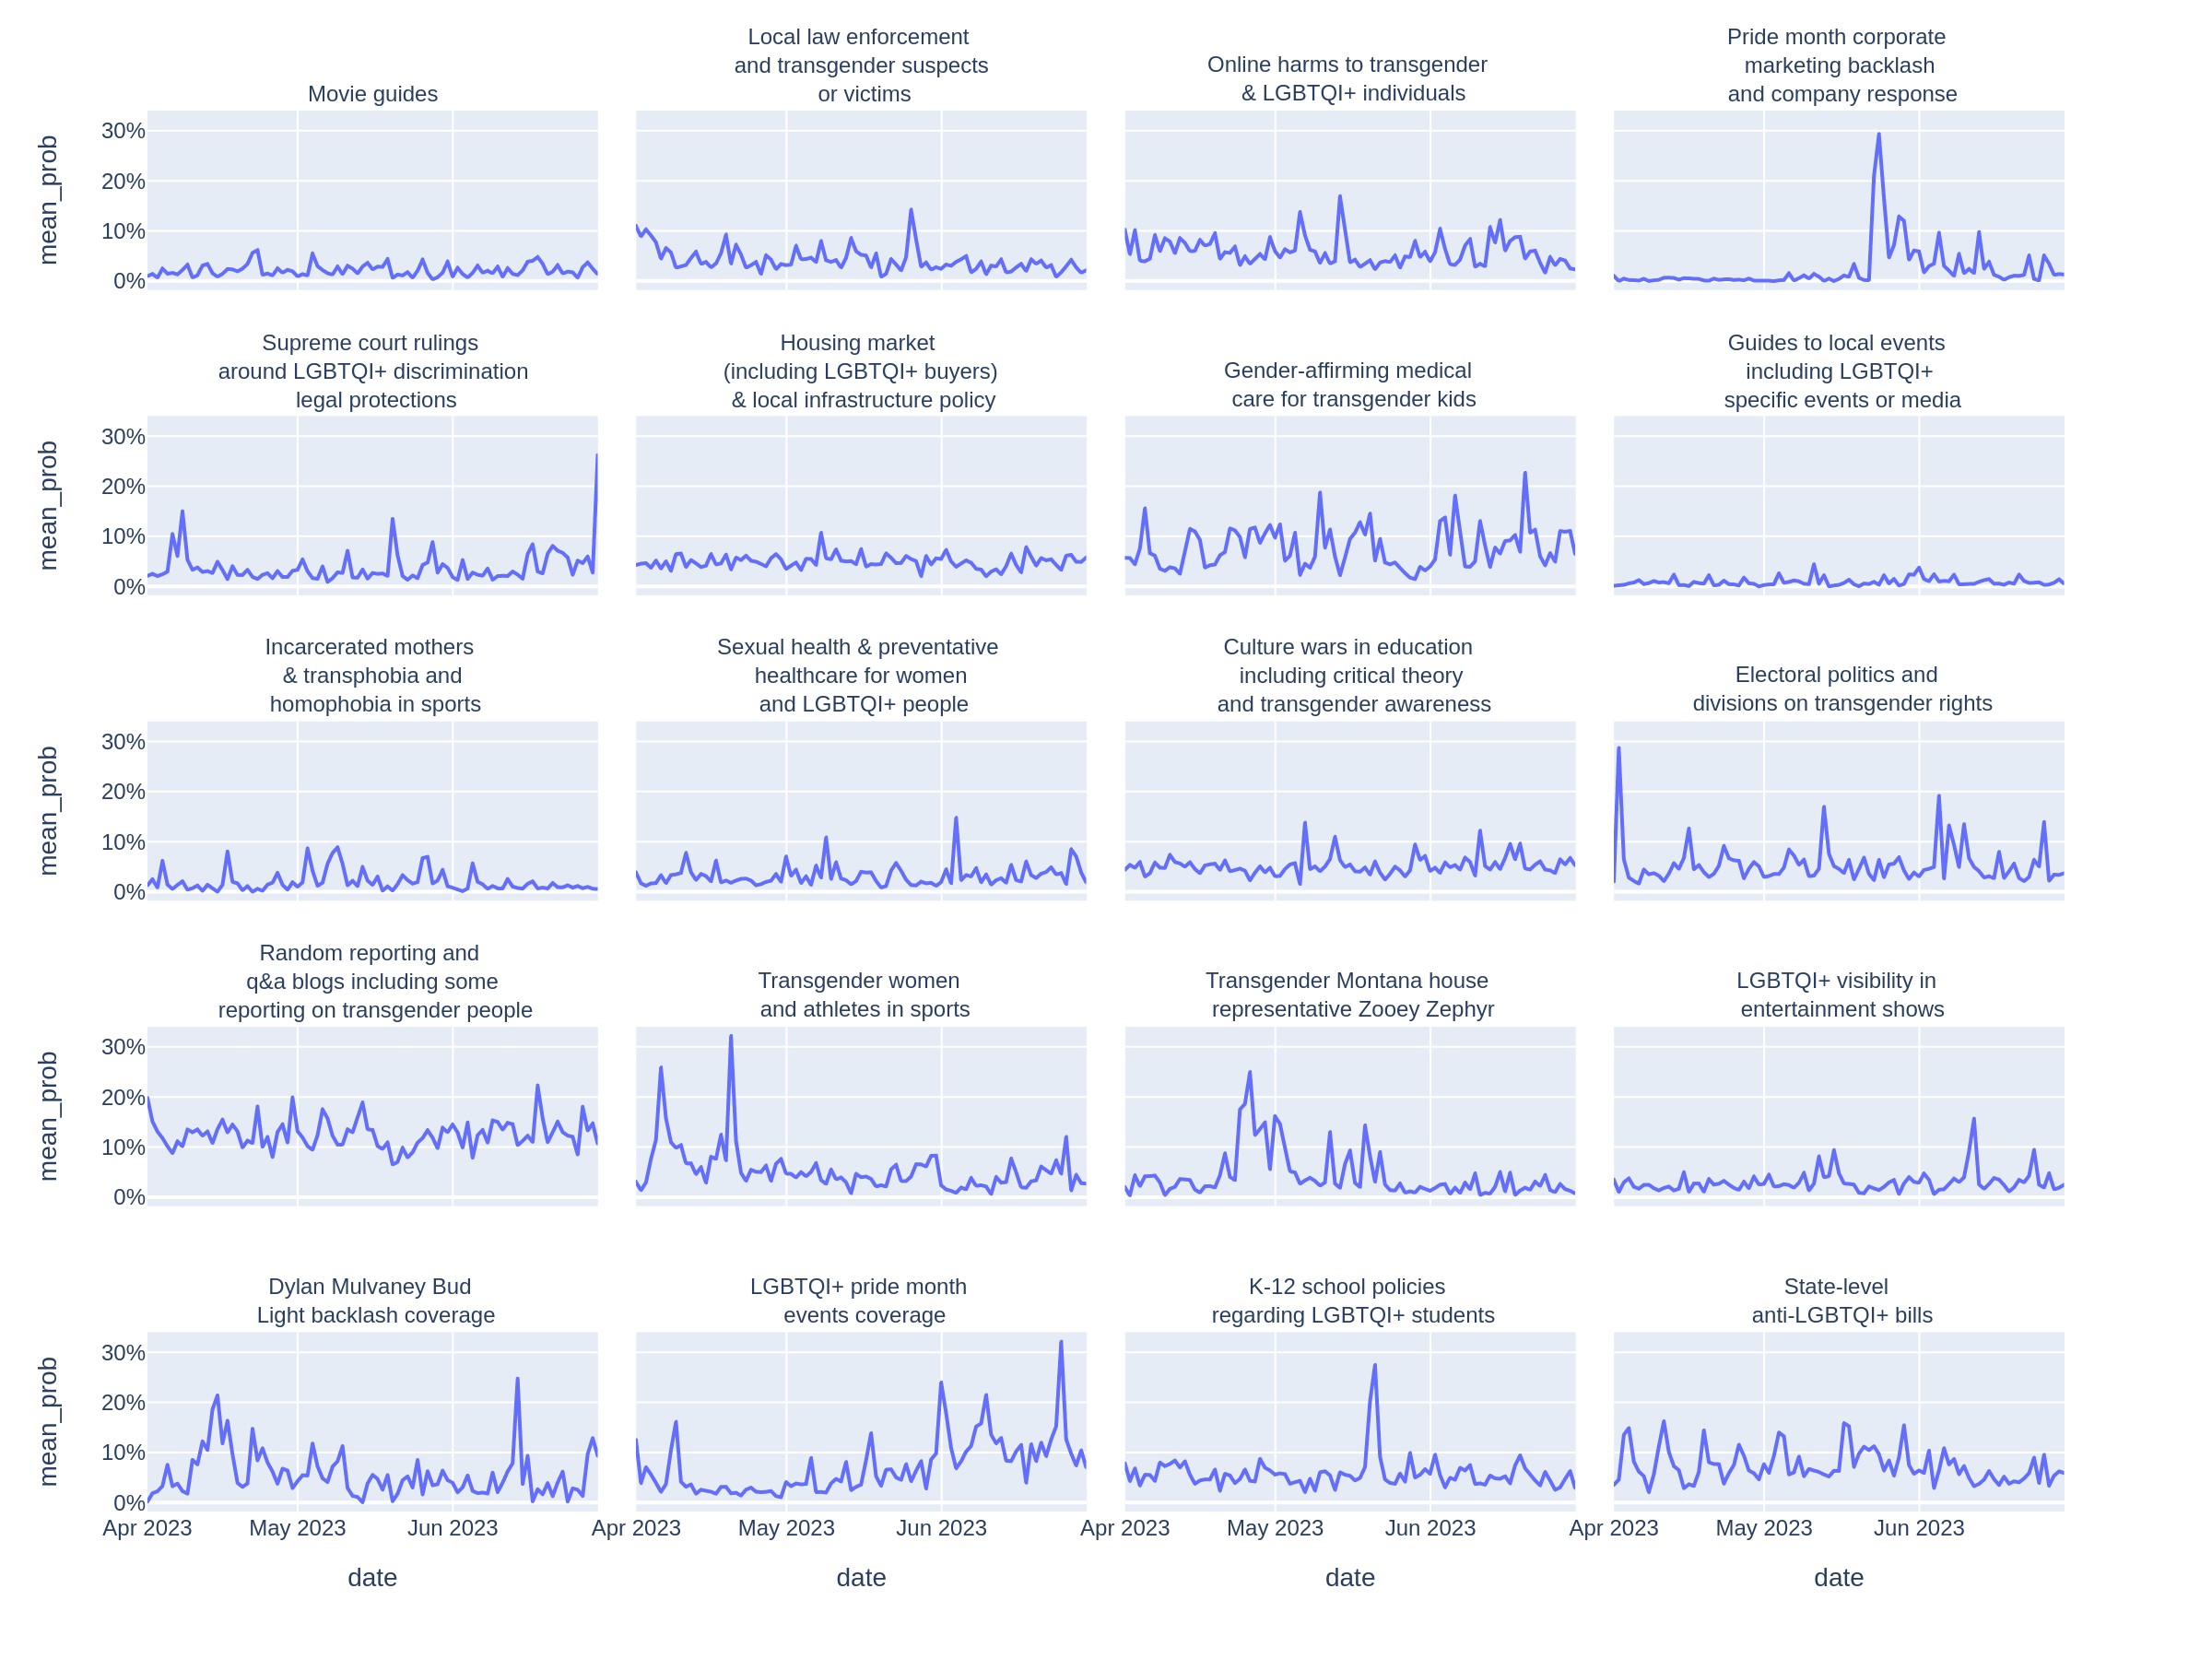 Movie guides
Local law enforcement
and transgender suspects
or victims
Online harms to transgender
& LGBTQI+ individuals
Pride month corporate
marketing backlash
and company response
mean_prob
30%
20%
10%
0%
Supreme court rulings
around LGBTQI+ discrimination
legal protections
Housing market
(including LGBTQI+ buyers)
& local infrastructure policy
Gender-affirming medical
care for transgender kids
Guides to local events
including LGBTQI+
specific events or media
mean_prob
30%
20%
10%
0%
Incarcerated mothers
& transphobia and
homophobia in sports
Sexual health & preventative
healthcare for women
and LGBTQI+ people
Culture wars in education
including critical theory
and transgender awareness
Electoral politics and
divisions on transgender rights
mean_prob
30%
20%
10%
0%
Random reporting and
q&a blogs including some
reporting on transgender people
Transgender women
and athletes in sports
Transgender Montana house
representative Zooey Zephyr
LGBTQI+ visibility in
entertainment shows
mean_prob
30%
20%
10%
0%
Dylan Mulvaney Bud
Light backlash coverage
LGBTQI+ pride month
events coverage
K-12 school policies
regarding LGBTQI+ students
State-level
anti-LGBTQI+ bills
mean_prob
30%
20%
10%
0%
Apr 2023 May 2023 Jun 2023 Apr 2023 May 2023 Jun 2023 Apr 2023 May 2023 Jun 2023 Apr 2023 May 2023 Jun 2023
date date date date